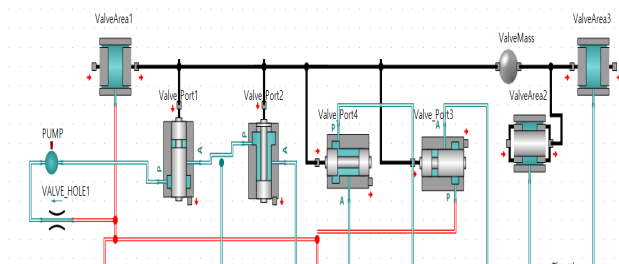 ValveArea1
ValveArea3
ValveMass
Valve_Port1
Valve_Port2
ValveArea2
Valve_Port4
Valve_Port3
P
A
PUMP
P
A
A
P
VALVE_HOLE1
A
P